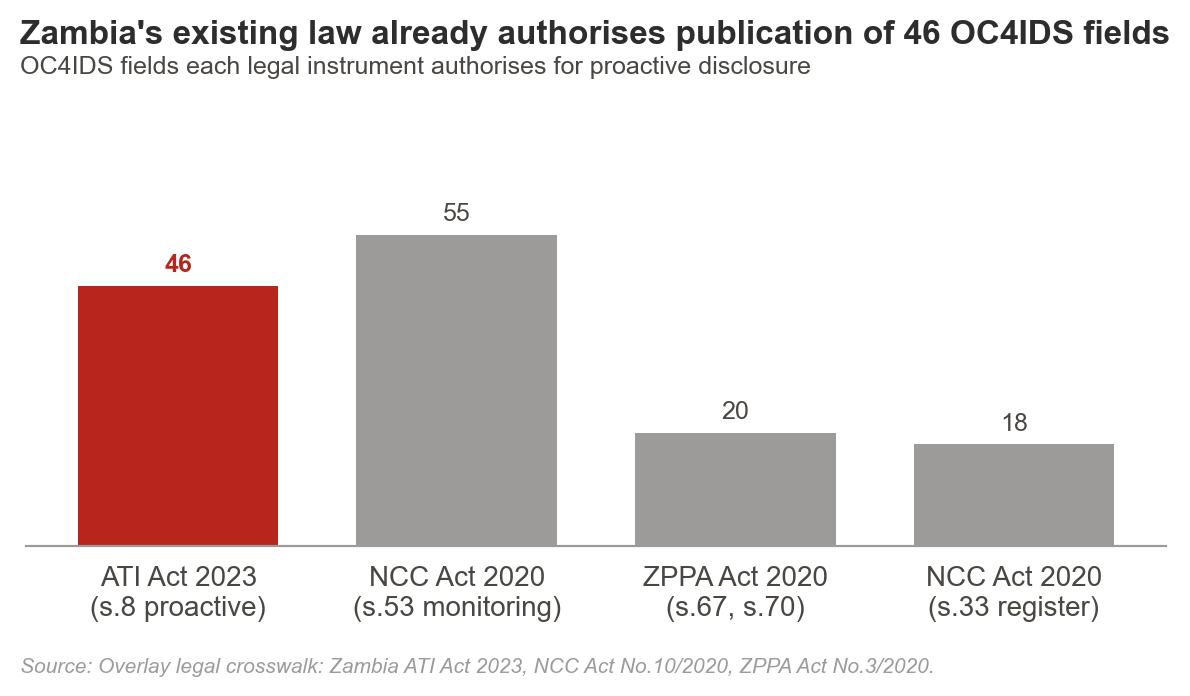 Zambia's existing law already authorises publication of 46 OC4IDS fields
OC4IDS fields each legal instrument authorises for proactive disclosure
46
55
20
18
ATI Act 2023
(s.8 proactive)
NCC Act 2020
(s.53 monitoring)
ZPPA Act 2020
(s.67, s.70)
NCC Act 2020
(s.33 register)
Source: Overlay legal crosswalk: Zambia ATI Act 2023, NCC Act No.10/2020, ZPPA Act No.3/2020.